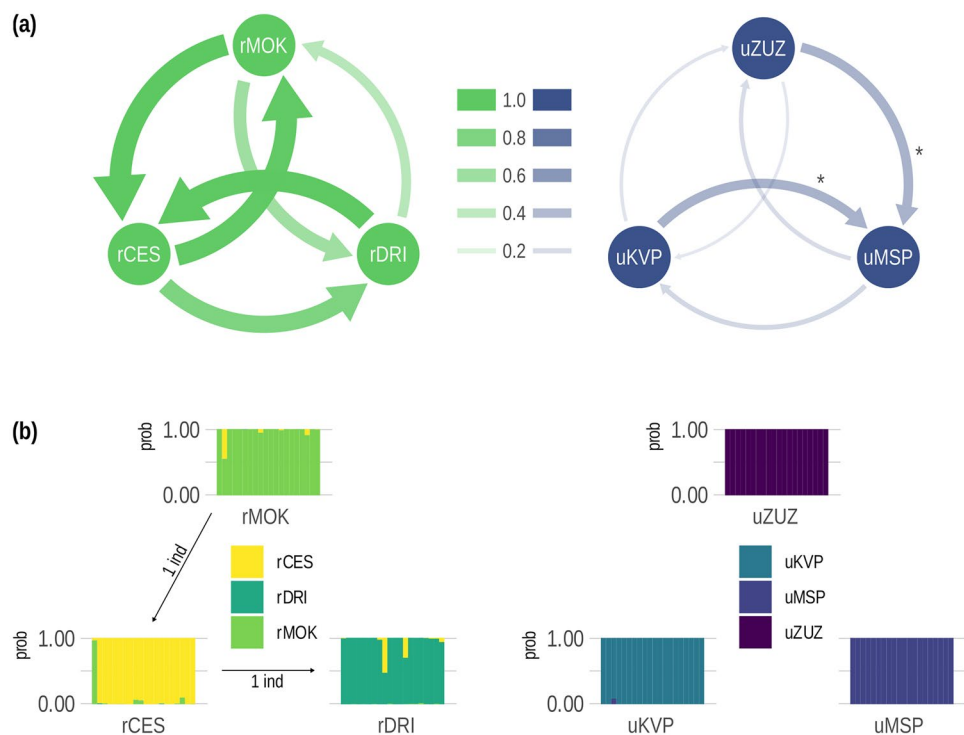 (a)
rMOK
uZUZ
1.0
0.8
0.6
0.4
0.2
*
*
rCES
rDRI
uKVP
uMSP
(b)
prob
1.00
0.00
rMOK
prob
1.00
0.00
uZUZ
1 ind
rCES
rDRI
rMOK
uKVP
uMSP
uZUZ
prob
1.00
0.00
rCES
1 ind
rDRI
prob
1.00
0.00
uKVP
uMSP